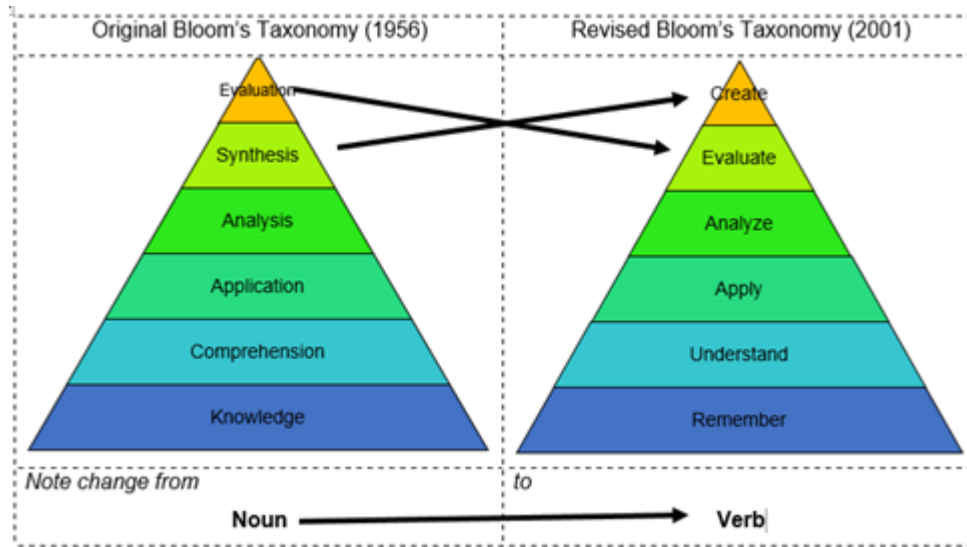 Original Bloom's Taxonomy (1956)
Evaluation
Synthesis
Analysis
Application
Comprehension
Knowledge
Revised Bloom's Taxonomy (2001)
Create
Evaluate
Analyze
Apply
Understand
Remember
Note change from
to
Noun
Verb